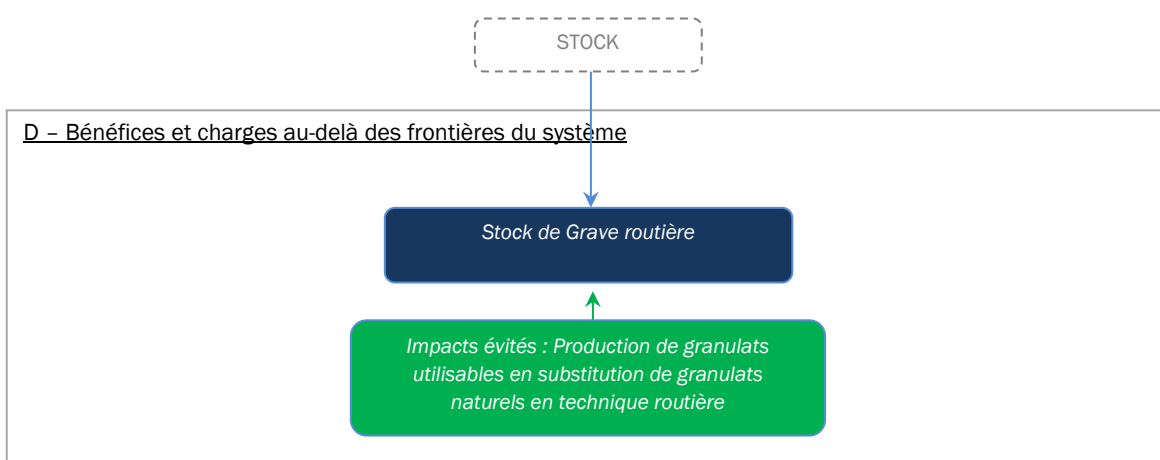 STOCK
D – Bénéfices et charges au-delà des frontières du système
Stock de Grave routière
Impacts évités : Production de granulats
utilisables en substitution de granulats
naturels en technique routière